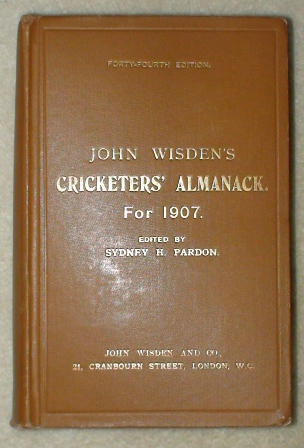 FORTY-FOURTH EDITION.
JOHN WISDEN'S
CRICKETERS' ALMANACK.
For 1907.
EDITED BY
SYDNEY H. PARDON.
JOHN WISDEN AND CO.,
21, CRANBOURN STREET, LONDON, W.C.